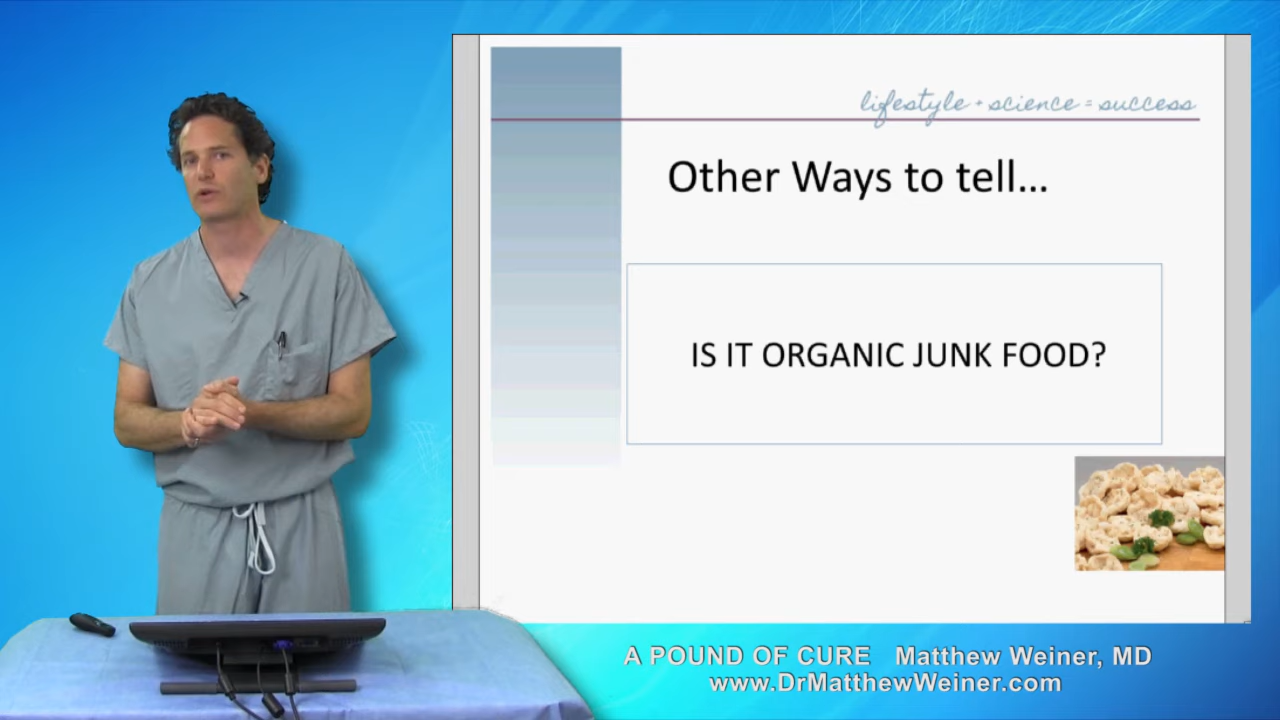 lifestyle + science = success
Other Ways to tell...
IS IT ORGANIC JUNK FOOD?
A POUND OF CURE Matthew Weiner, MD
www.DrMatthewWeiner.com